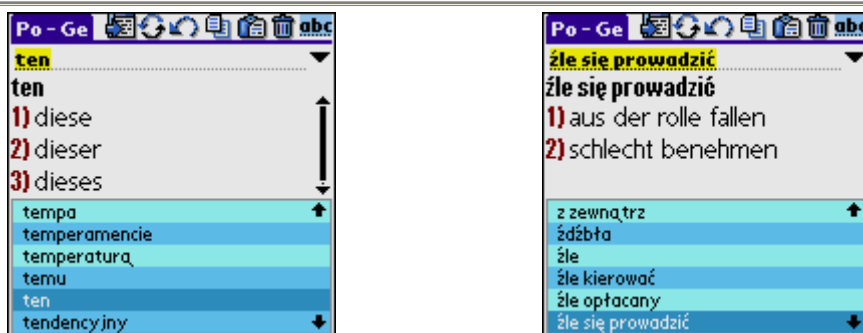 Po - Ge abc
ten
ten
1) diese
2) dieser
3) dieses
tempa
temperamencie
temperaturą
temu
ten
tendencyjny
Po - Ge abc
źle się prowadzić
źle się prowadzić
1) aus der rolle fallen
2) schlecht benehmen
z zewnątrz
źdźbła
źle
źle kierować
źle opłacany
źle się prowadzić